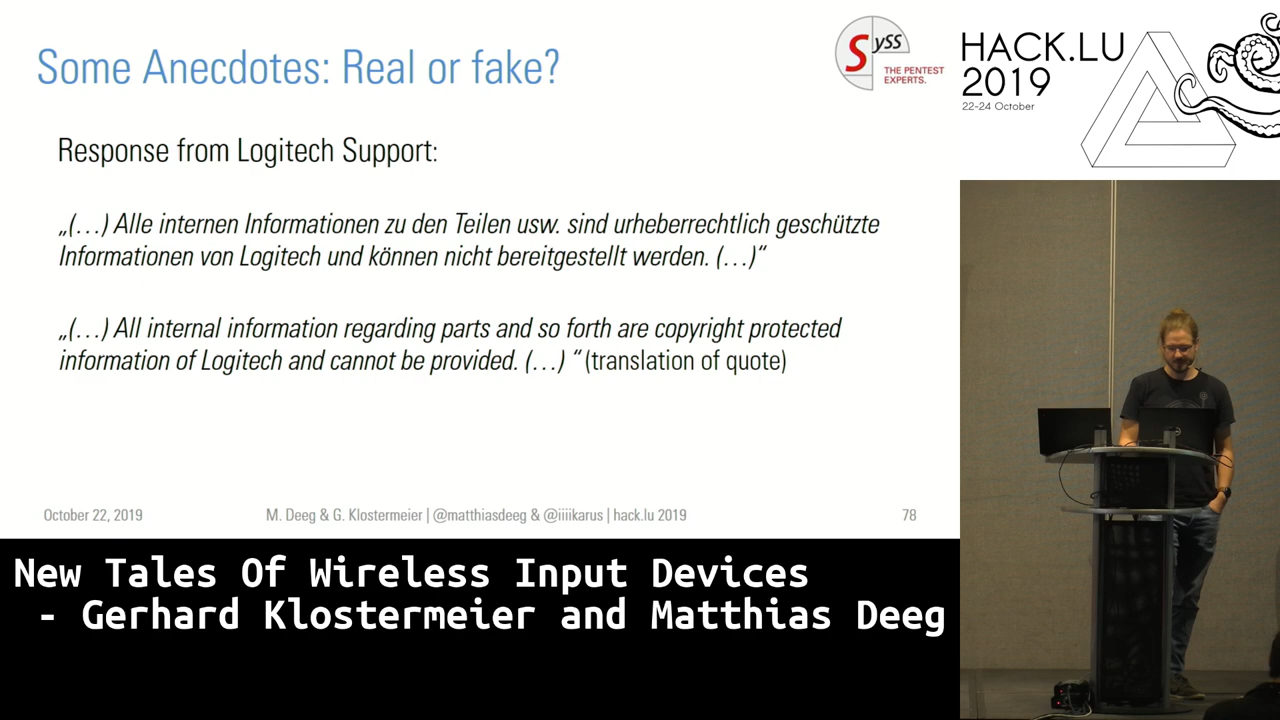 Some Anecdotes: Real or fake?
S
ySS
THE PENTEST
EXPERTS.
HACK.LU
2019
22-24 October
Response from Logitech Support:
„(…) Alle internen Informationen zu den Teilen usw. sind urheberrechtlich geschützte
Informationen von Logitech und können nicht bereitgestellt werden. (…)“
„(…) All internal information regarding parts and so forth are copyright protected
information of Logitech and cannot be provided. (…) “ (translation of quote)
October 22, 2019
M. Deeg & G. Klostermeier | @matthiasdeeg & @iiiikarus | hack.lu 2019
78
New Tales Of Wireless Input Devices
- Gerhard Klostermeier and Matthias Deeg